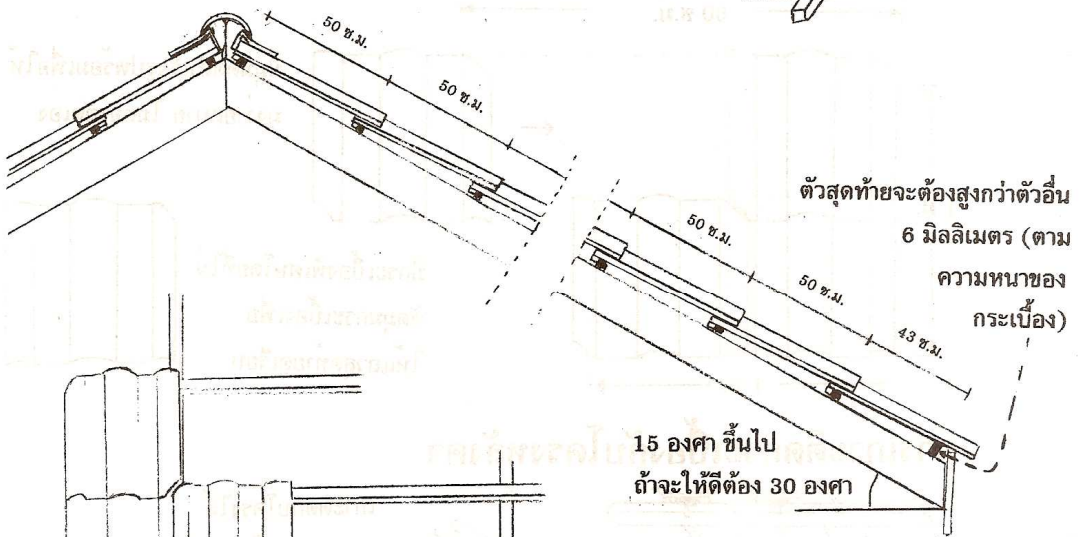 50 ซ.ม.
50 ซ.ม.
50 ซ.ม.
50 ซ.ม.
50 ซ.ม.
43 ซ.ม.
ตัวสุดท้ายจะต้องสูงกว่าตัวอื่น
6 มิลลิเมตร (ตาม
ความหนาของ
กระเบื้อง)
15 องศา ขึ้นไป
ถ้าจะให้ดีต้อง 30 องศา